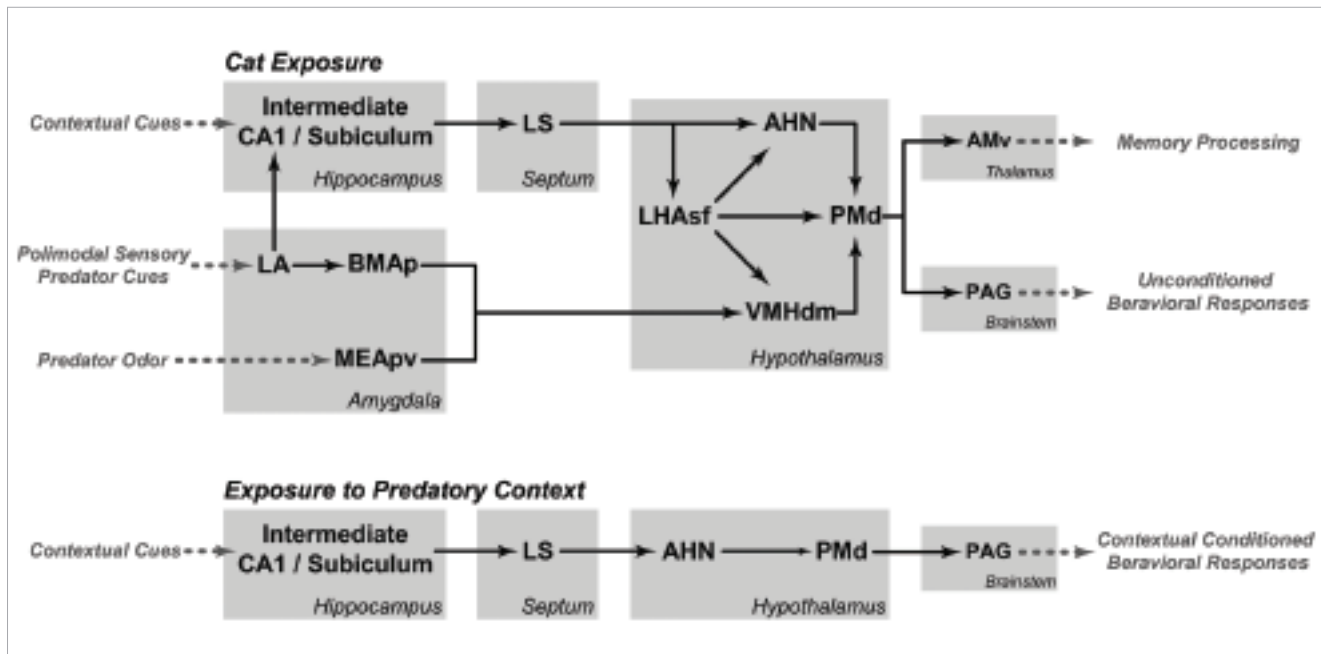 Cat Exposure
Contextual Cues
Intermediate
CA1 / Subiculum
Hippocampus
LS
Septum
AHN
LHAsf
PMd
VMHdm
Hypothalamus
AMv
Thalamus
Memory Processing
Polimodal Sensory
Predator Cues
LA
BMAp
Predator Odor
MEApv
Amygdala
PAG
Brainstem
Unconditioned
Beravioral Responses
Exposure to Predatory Context
Contextual Cues
Intermediate
CA1 / Subiculum
Hippocampus
LS
Septum
AHN
PMd
Hypothalamus
PAG
Brainstem
Contextual Conditioned
Beravioral Responses